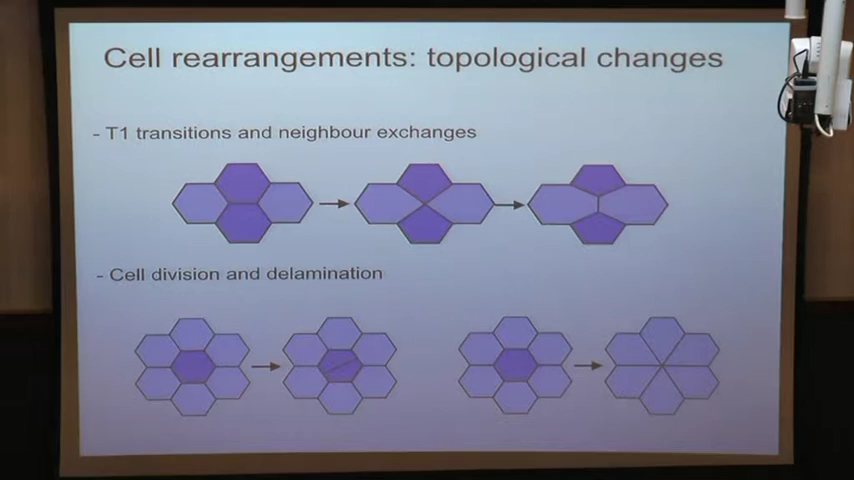 Cell rearrangements: topological changes
- T1 transitions and neighbour exchanges
- Cell division and delamination